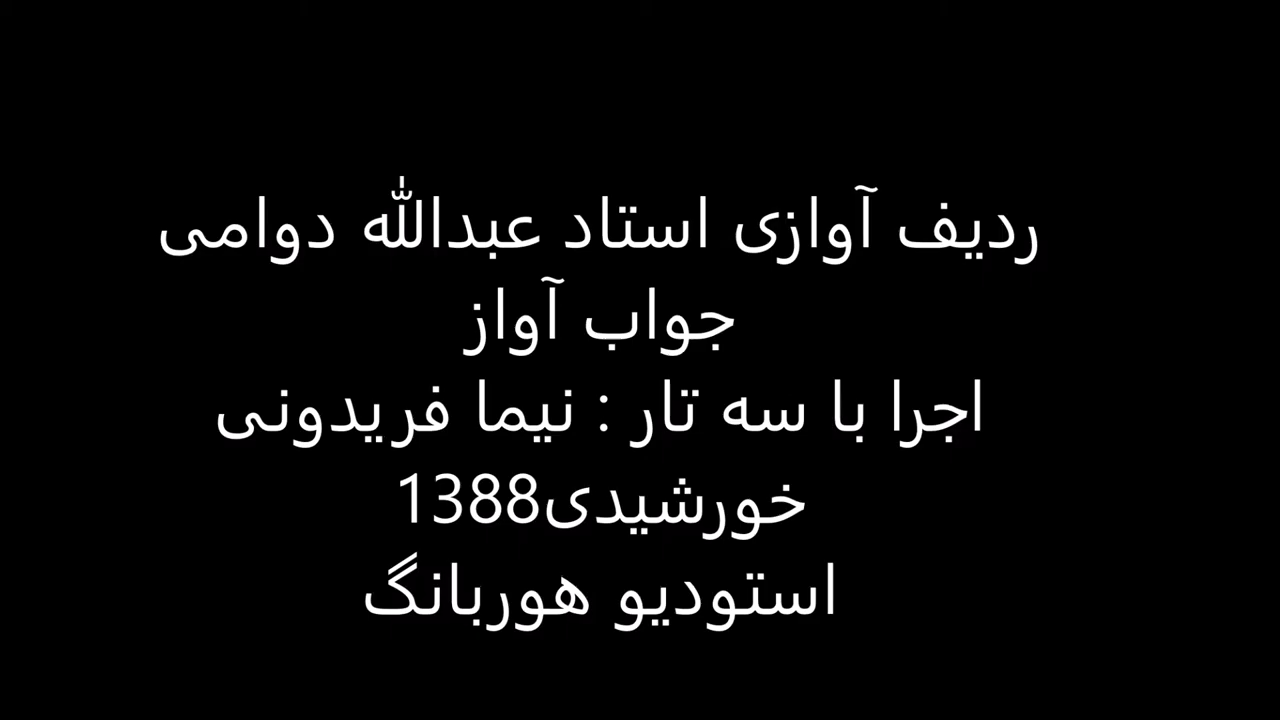 ردیف آوازی استاد عبدالله دوامی
جواب آواز
اجرا با سه تار : نیما فریدونی
خورشیدی1388
استودیو هوربانگ